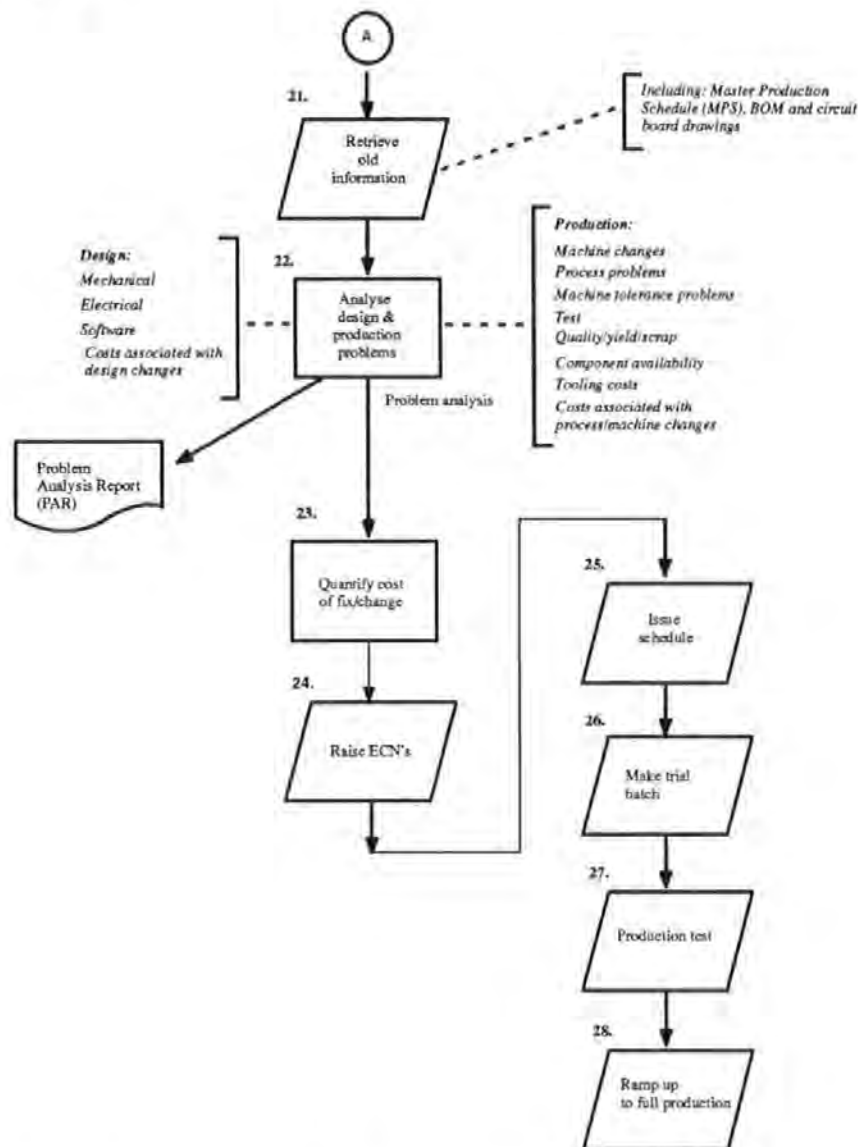 A
21.
Retrieve
old
information
Including: Master Production
Schedule (MPS), BOM and circuit
board drawings
22.
Analyse
design &
production
problems
Design:
Mechanical
Electrical
Software
Costs associated with
design changes
Production:
Machine changes
Process problems
Machine tolerance problems
Test
Quality/yield/scrap
Component availability
Tooling costs
Costs associated with
process/machine changes
Problem analysis
Problem
Analysis Report
(PAR)
23.
Quantify cost
of fix/change
24.
Raise ECN's
25.
Issue
schedule
26.
Make trial
batch
27.
Production test
28.
Ramp up
to full production